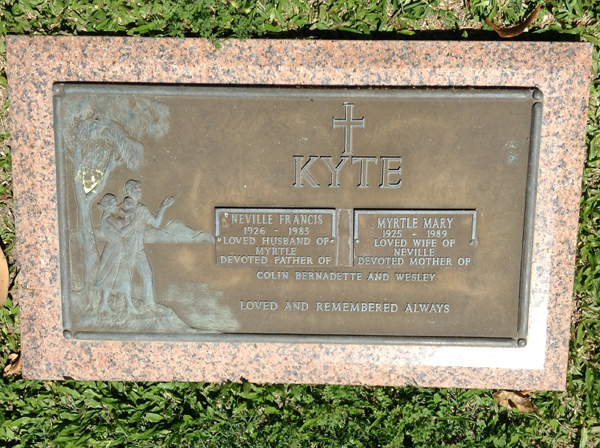 KYTE
NEVILLE FRANCIS
1926 - 1983
LOVED HUSBAND OF
MYRTLE
DEVOTED FATHER OF
MYRTLE MARY
1925 - 1989
LOVED WIFE OF
NEVILLE
DEVOTED MOTHER OF
COLIN BERNADETTE AND WESLEY
LOVED AND REMEMBERED ALWAYS